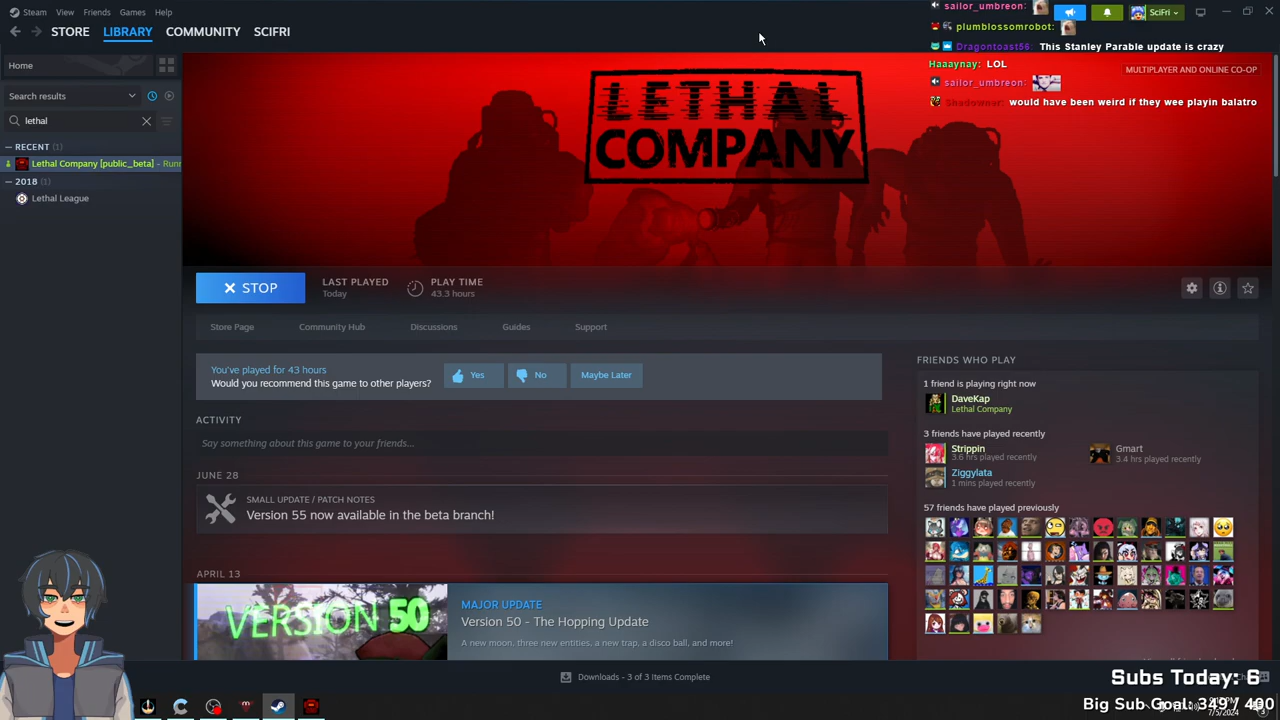 Steam View Friends Games Help
SciFri
STORE LIBRARY COMMUNITY SCIFRI
sailor_umbreon:
plumblossomrobot:
Dragontoast56: This Stanley Parable update is crazy
Haaaynay: LOL
sailor_umbreon:
Shadowner: would have been weird if they wee playin balatro
Home
Search results
lethal
RECENT (1)
Lethal Company [public_beta] - Runn
2018 (1)
Lethal League
MULTIPLAYER AND ONLINE CO-OP
LETHAL
COMPANY
STOP
LAST PLAYED
Today
PLAY TIME
43.3 hours
Store Page Community Hub Discussions Guides Support
You've played for 43 hours
Would you recommend this game to other players?
Yes No Maybe Later
ACTIVITY
Say something about this game to your friends...
JUNE 28
SMALL UPDATE / PATCH NOTES
Version 55 now available in the beta branch!
APRIL 13
VERSION 50
MAJOR UPDATE
Version 50 - The Hopping Update
A new moon, three new entities, a new trap, a disco ball, and more!
FRIENDS WHO PLAY
1 friend is playing right now
DaveKap
Lethal Company
3 friends have played recently
Strippin
3.6 hrs played recently
Gmart
3.4 hrs played recently
Ziggylata
1 mins played recently
57 friends have played previously
Downloads - 3 of 3 Items Complete
Subs Today: 6
Big Sub Goal: 349 / 400